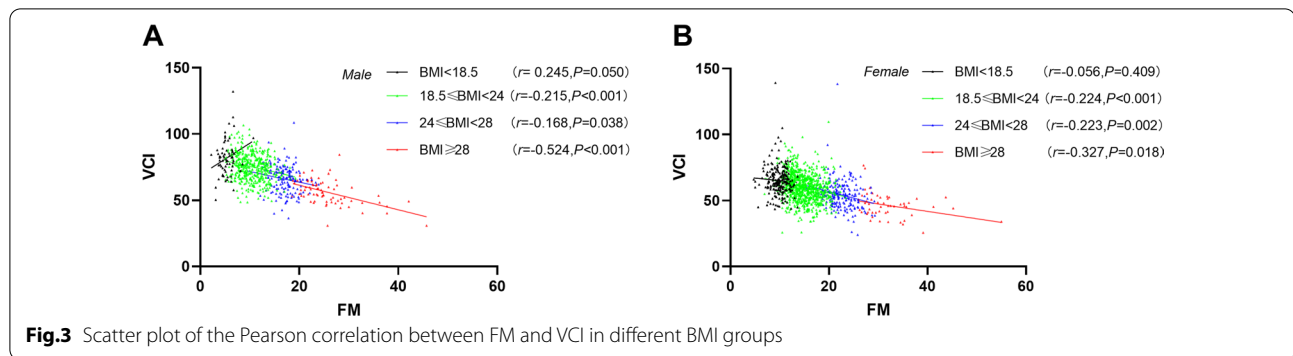 A
Male
BMI<18.5 (r= 0.245,P=0.050)
18.5≤BMI<24 (r=-0.215,P<0.001)
24≤BMI<28 (r=-0.168,P=0.038)
BMI≥28 (r=-0.524,P<0.001)
150
100
50
0
VCI
0 20 40 60
FM
B
Female
BMI<18.5 (r=-0.056,P=0.409)
18.5≤BMI<24 (r=-0.224,P<0.001)
24≤BMI<28 (r=-0.223,P=0.002)
BMI≥28 (r=-0.327,P=0.018)
150
100
50
0
VCI
0 20 40 60
FM
Fig.3 Scatter plot of the Pearson correlation between FM and VCI in different BMI groups